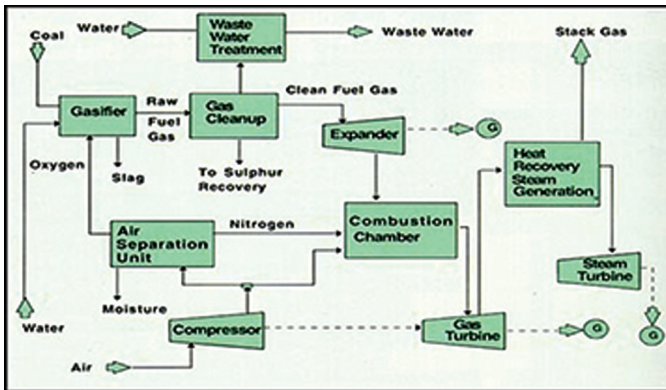 Water
Waste
Water
Treatment
Waste Water
Stack Gas
Coal
Gasifier
Raw
Fuel
Gas
Gas
Cleanup
Clean Fuel Gas
Expander
G
Heat
Recovery
Steam
Generation
Oxygen
Slag
To Sulphur
Recovery
Air
Separation
Unit
Nitrogen
Combustion
Chamber
Steam
Turbine
Moisture
Water
Compressor
Gas
Turbine
G
G
Air